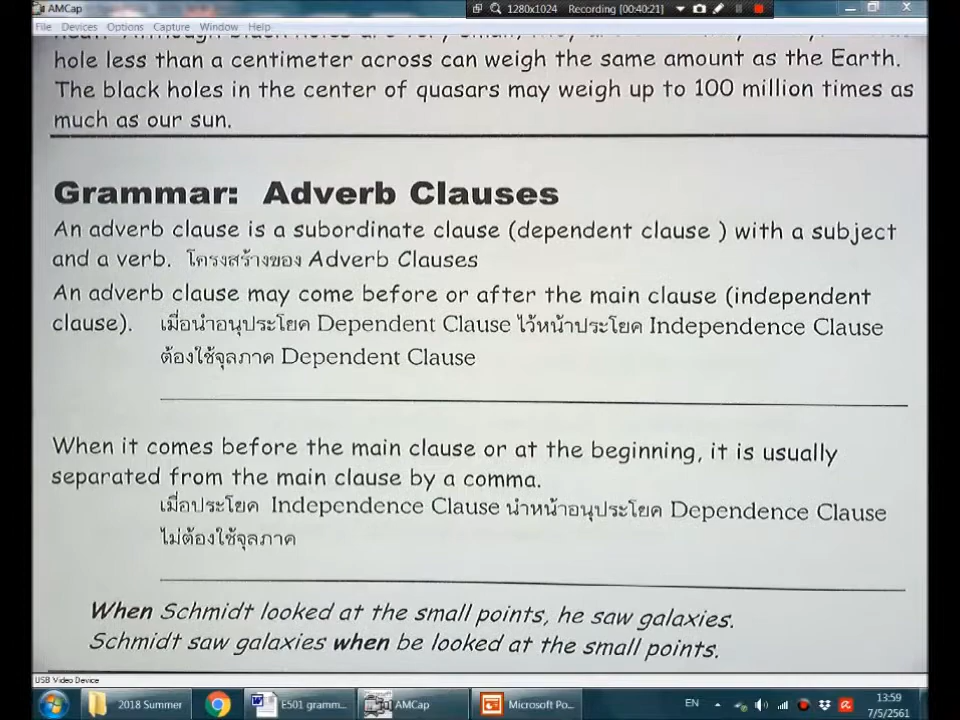 AMCap
1280x1024 Recording [00:40:21]
File Devices Options Capture Window Help
hole less than a centimeter across can weigh the same amount as the Earth.
The black holes in the center of quasars may weigh up to 100 million times as
much as our sun.
Grammar: Adverb Clauses
An adverb clause is a subordinate clause (dependent clause ) with a subject
and a verb. โครงสร้างของ Adverb Clauses
An adverb clause may come before or after the main clause (independent
clause). เมื่อนำอนุประโยค Dependent Clause ไว้หน้าประโยค Independence Clause
ต้องใช้จุลภาค Dependent Clause
When it comes before the main clause or at the beginning, it is usually
separated from the main clause by a comma.
เมื่อประโยค Independence Clause นำหน้าอนุประโยค Dependence Clause
ไม่ต้องใช้จุลภาค
When Schmidt looked at the small points, he saw galaxies.
Schmidt saw galaxies when be looked at the small points.
USB Video Device
2018 Summer E501 gramm... AMCap Microsoft Po... EN 13:59
7/5/2561